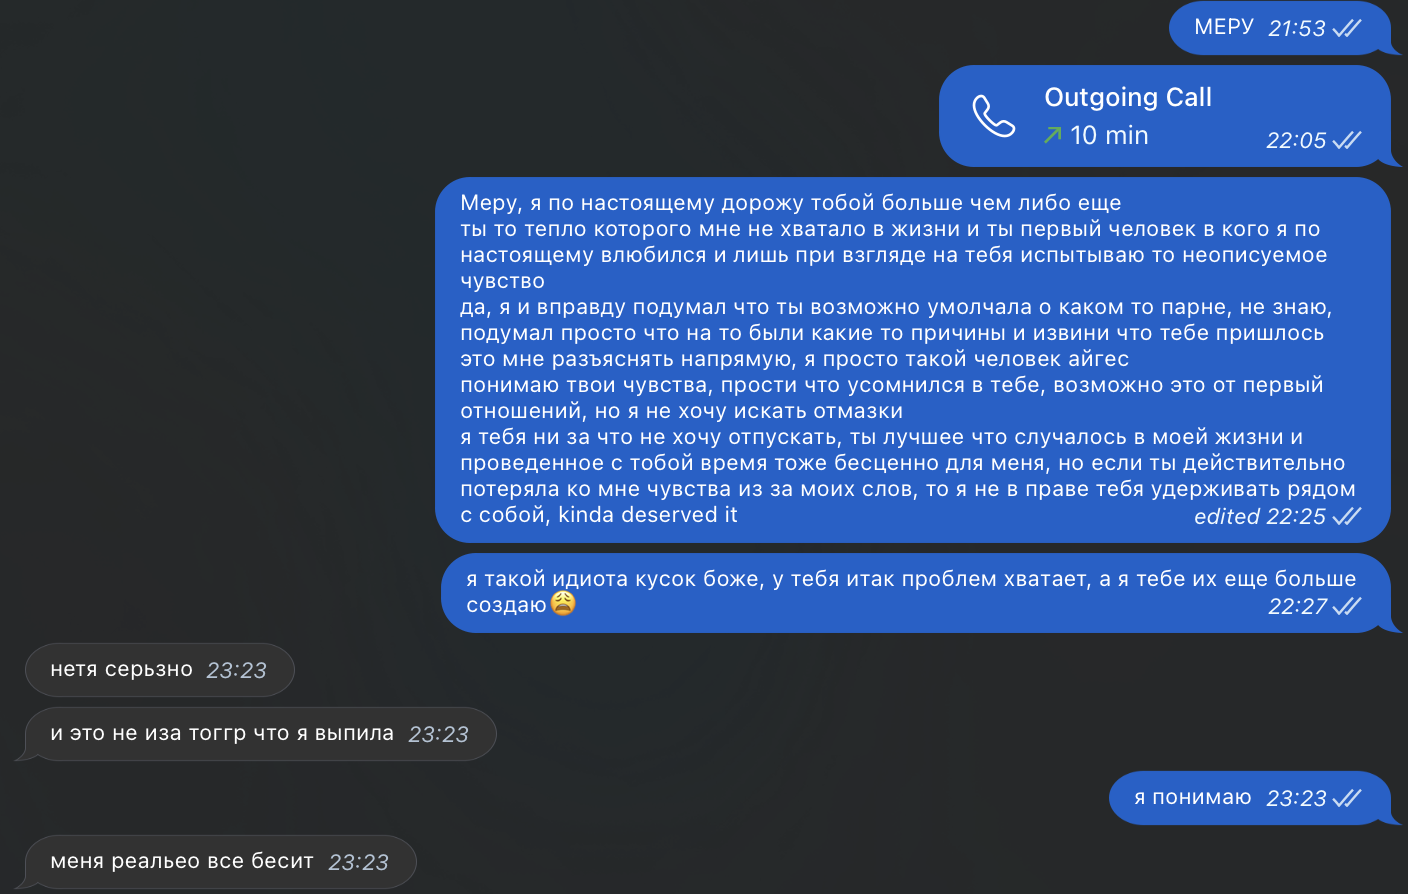 МЕРУ 21:53
Outgoing Call
10 min 22:05
Меру, я по настоящему дорожу тобой больше чем либо еще
ты то тепло которого мне не хватало в жизни и ты первый человек в кого я по
настоящему влюбился и лишь при взгляде на тебя испытываю то неописуемое
чувство
да, я и вправду подумал что ты возможно умолчала о каком то парне, не знаю,
подумал просто что на то были какие то причины и извини что тебе пришлось
это мне разъяснять напрямую, я просто такой человек айгес
понимаю твои чувства, прости что усомнился в тебе, возможно это от первый
отношений, но я не хочу искать отмазки
я тебя ни за что не хочу отпускать, ты лучшее что случалось в моей жизни и
проведенное с тобой время тоже бесценно для меня, но если ты действительно
потеряла ко мне чувства из за моих слов, то я не в праве тебя удерживать рядом
с собой, kinda deserved it edited 22:25
я такой идиота кусок боже, у тебя итак проблем хватает, а я тебе их еще больше
создаю😩 22:27
нетя серьзно 23:23
и это не иза тоггр что я выпила 23:23
я понимаю 23:23
меня реальео все бесит 23:23